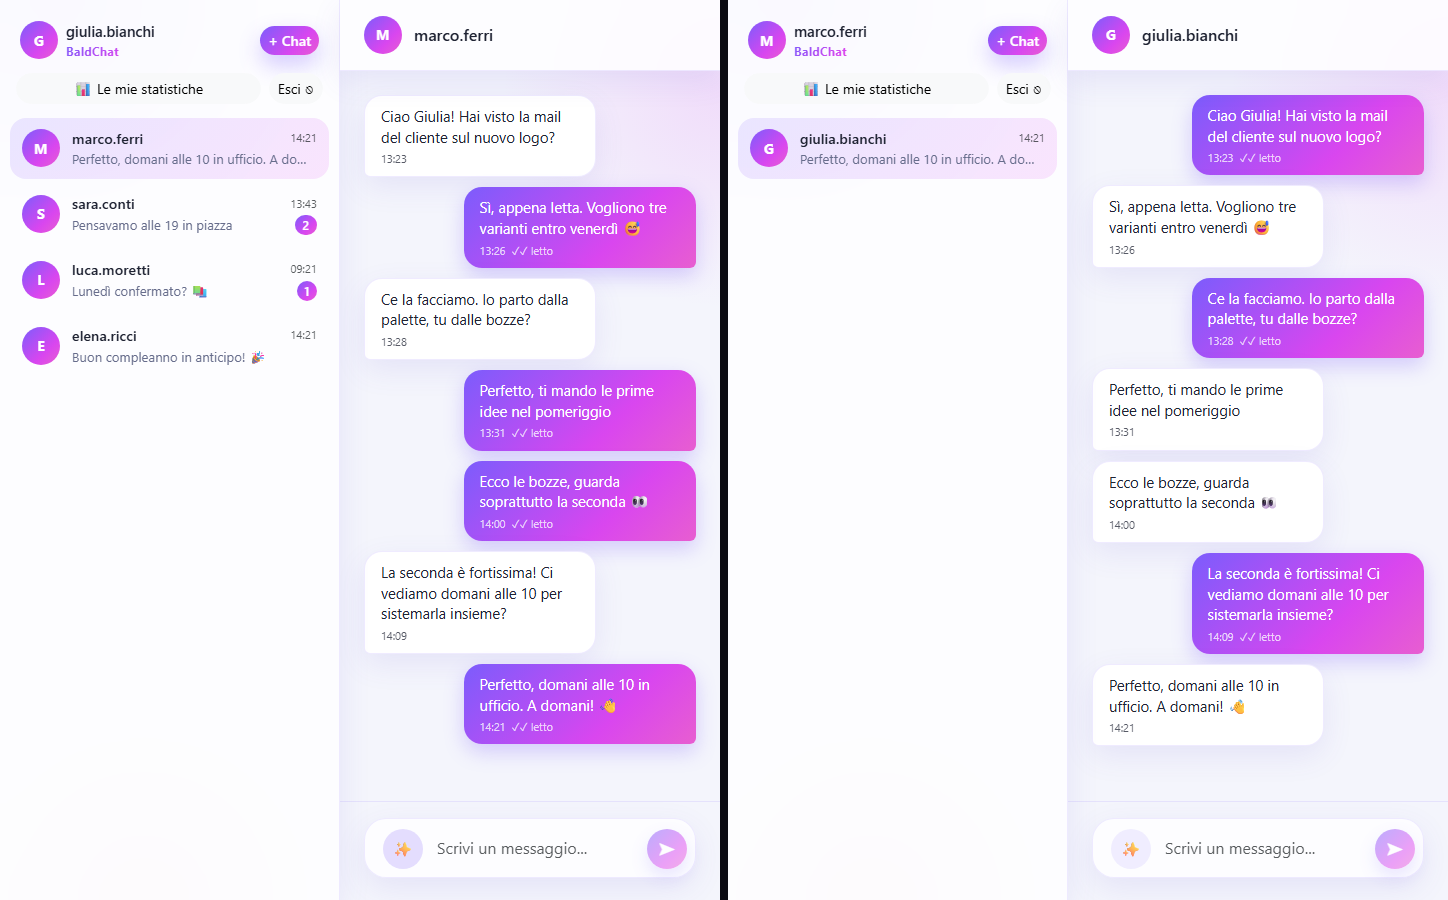 G
giulia.bianchi
BaldChat
+ Chat
📊 Le mie statistiche
Esci ⎋
M
marco.ferri
14:21
Perfetto, domani alle 10 in ufficio. A do...
S
sara.conti
13:43
Pensavamo alle 19 in piazza
2
L
luca.moretti
09:21
Lunedì confermato?
1
E
elena.ricci
14:21
Buon compleanno in anticipo! 🎉
M
marco.ferri
Ciao Giulia! Hai visto la mail
del cliente sul nuovo logo?
13:23
Sì, appena letta. Vogliono tre
varianti entro venerdì 😅
13:26 ✓✓ letto
Ce la facciamo. Io parto dalla
palette, tu dalle bozze?
13:28
Perfetto, ti mando le prime
idee nel pomeriggio
13:31 ✓✓ letto
Ecco le bozze, guarda
soprattutto la seconda 👀
14:00 ✓✓ letto
La seconda è fortissima! Ci
vediamo domani alle 10 per
sistemarla insieme?
14:09
Perfetto, domani alle 10 in
ufficio. A domani! 👋
14:21 ✓✓ letto
✨ Scrivi un messaggio...
M
marco.ferri
BaldChat
+ Chat
📊 Le mie statistiche
Esci ⎋
G
giulia.bianchi
14:21
Perfetto, domani alle 10 in ufficio. A do...
G
giulia.bianchi
Ciao Giulia! Hai visto la mail
del cliente sul nuovo logo?
13:23 ✓✓ letto
Sì, appena letta. Vogliono tre
varianti entro venerdì 😅
13:26
Ce la facciamo. Io parto dalla
palette, tu dalle bozze?
13:28 ✓✓ letto
Perfetto, ti mando le prime
idee nel pomeriggio
13:31
Ecco le bozze, guarda
soprattutto la seconda 👀
14:00
La seconda è fortissima! Ci
vediamo domani alle 10 per
sistemarla insieme?
14:09 ✓✓ letto
Perfetto, domani alle 10 in
ufficio. A domani! 👋
14:21
✨ Scrivi un messaggio...